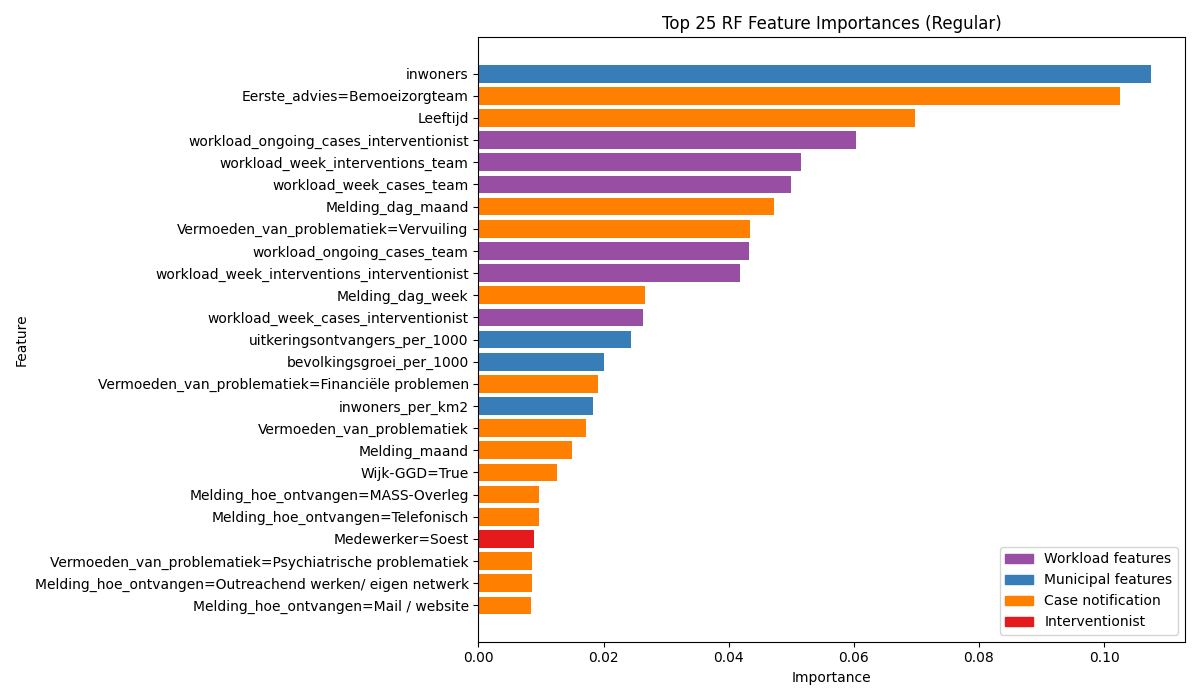 Top 25 RF Feature Importances (Regular)
Feature
inwoners
Eerste_advies=Bemoeizorgteam
Leeftijd
workload_ongoing_cases_interventionist
workload_week_interventions_team
workload_week_cases_team
Melding_dag_maand
Vermoeden_van_problematiek=Vervuiling
workload_ongoing_cases_team
workload_week_interventions_interventionist
Melding_dag_week
workload_week_cases_interventionist
uitkeringsontvangers_per_1000
bevolkingsgroei_per_1000
Vermoeden_van_problematiek=Financiële problemen
inwoners_per_km2
Vermoeden_van_problematiek
Melding_maand
Wijk-GGD=True
Melding_hoe_ontvangen=MASS-Overleg
Melding_hoe_ontvangen=Telefonisch
Medewerker=Soest
Vermoeden_van_problematiek=Psychiatrische problematiek
Melding_hoe_ontvangen=Outreachend werken/ eigen netwerk
Melding_hoe_ontvangen=Mail / website
Workload features
Municipal features
Case notification
Interventionist
0.00 0.02 0.04 0.06 0.08 0.10
Importance